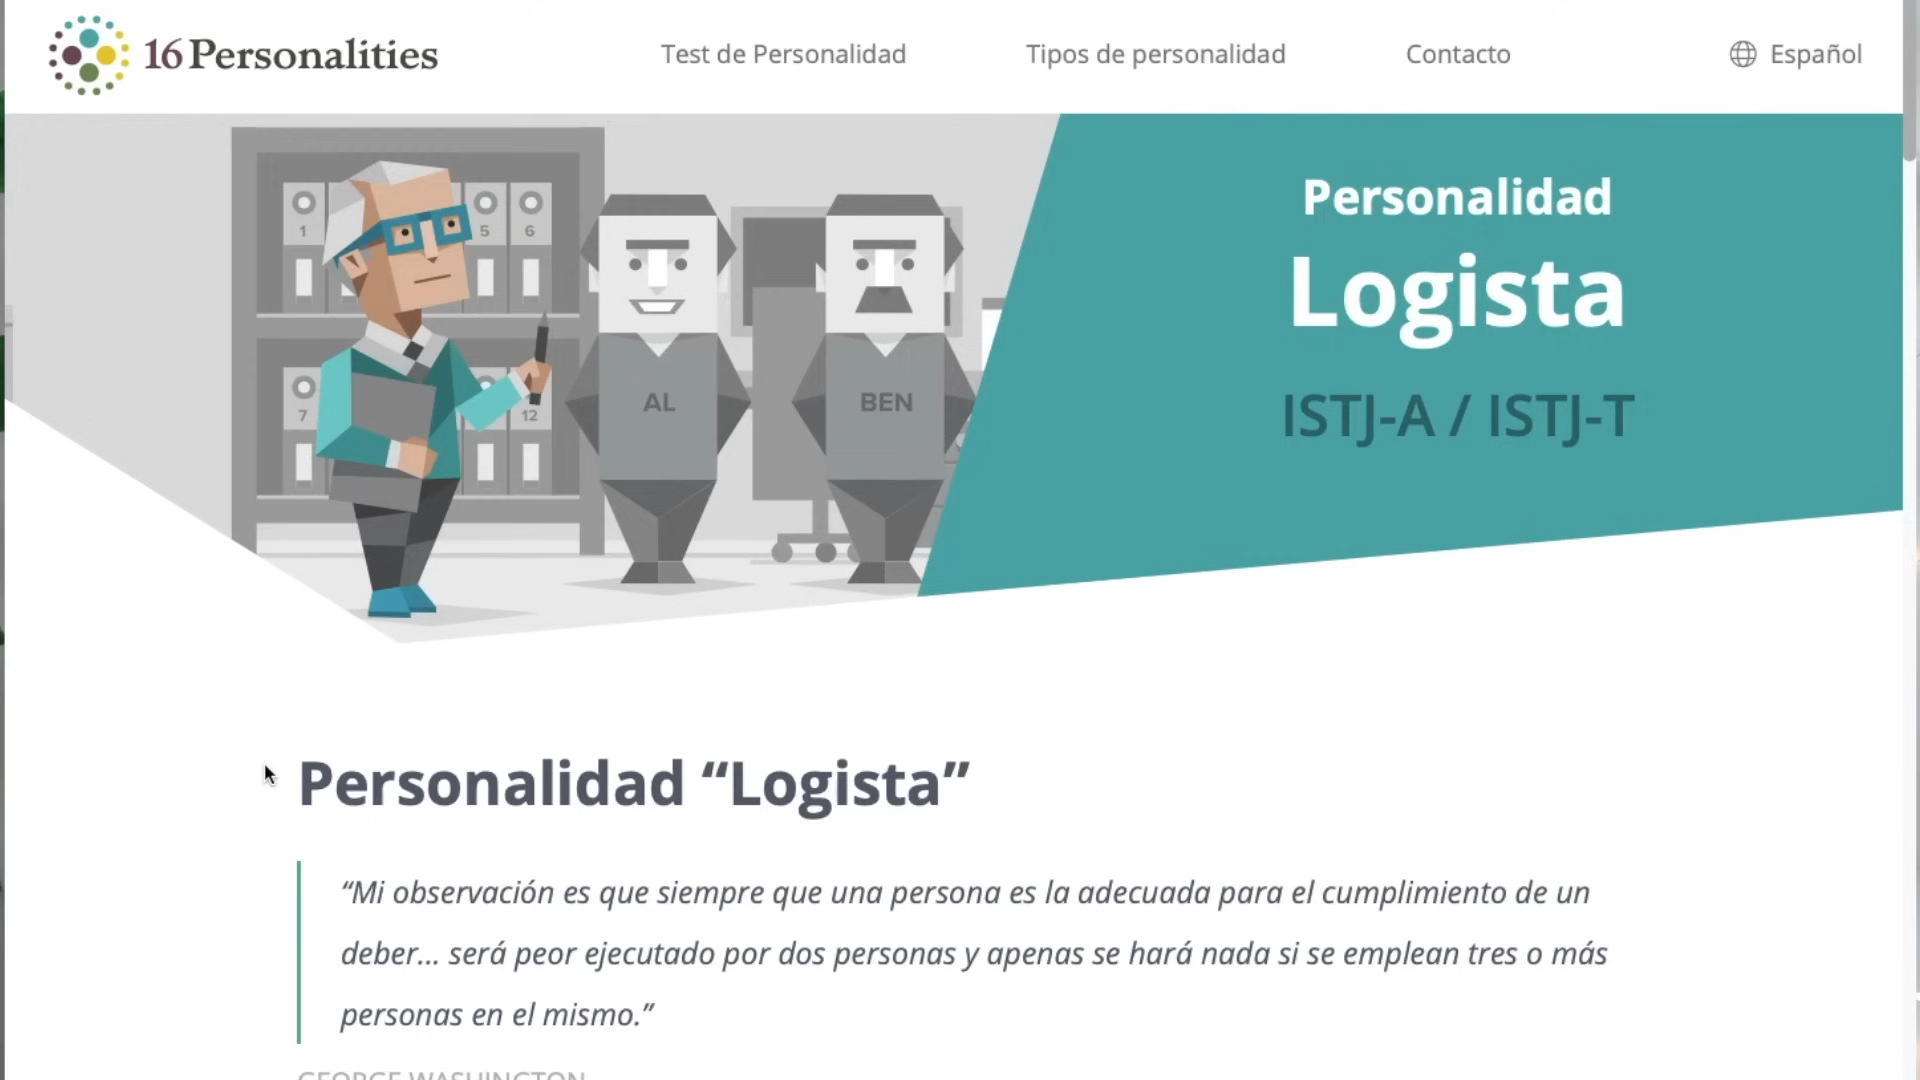 16Personalities
Test de Personalidad
Tipos de personalidad
Contacto
Español
1
5
6
7
12
AL
BEN
Personalidad
Logista
ISTJ-A / ISTJ-T
Personalidad “Logista”
“Mi observación es que siempre que una persona es la adecuada para el cumplimiento de un
deber... será peor ejecutado por dos personas y apenas se hará nada si se emplean tres o más
personas en el mismo.”
GEORGE WASHINGTON